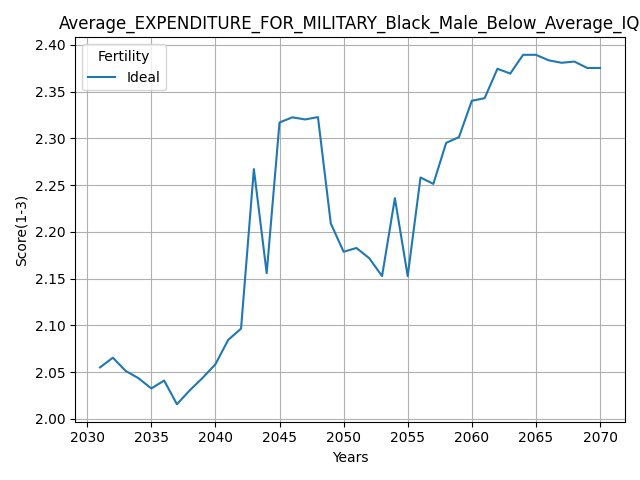 Average_EXPENDITURE_FOR_MILITARY_Black_Male_Below_Average_IQ
Fertility
Ideal
Score(1-3)
2.40
2.35
2.30
2.25
2.20
2.15
2.10
2.05
2.00
2030 2035 2040 2045 2050 2055 2060 2065 2070
Years